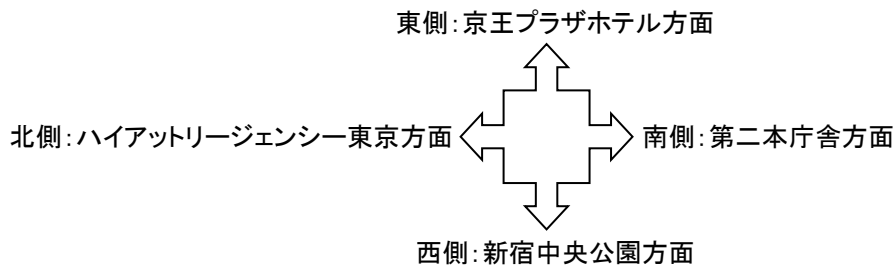 東側：京王プラザホテル方面
北側：ハイアットリージェンシー東京方面
南側：第二本庁舎方面
西側：新宿中央公園方面